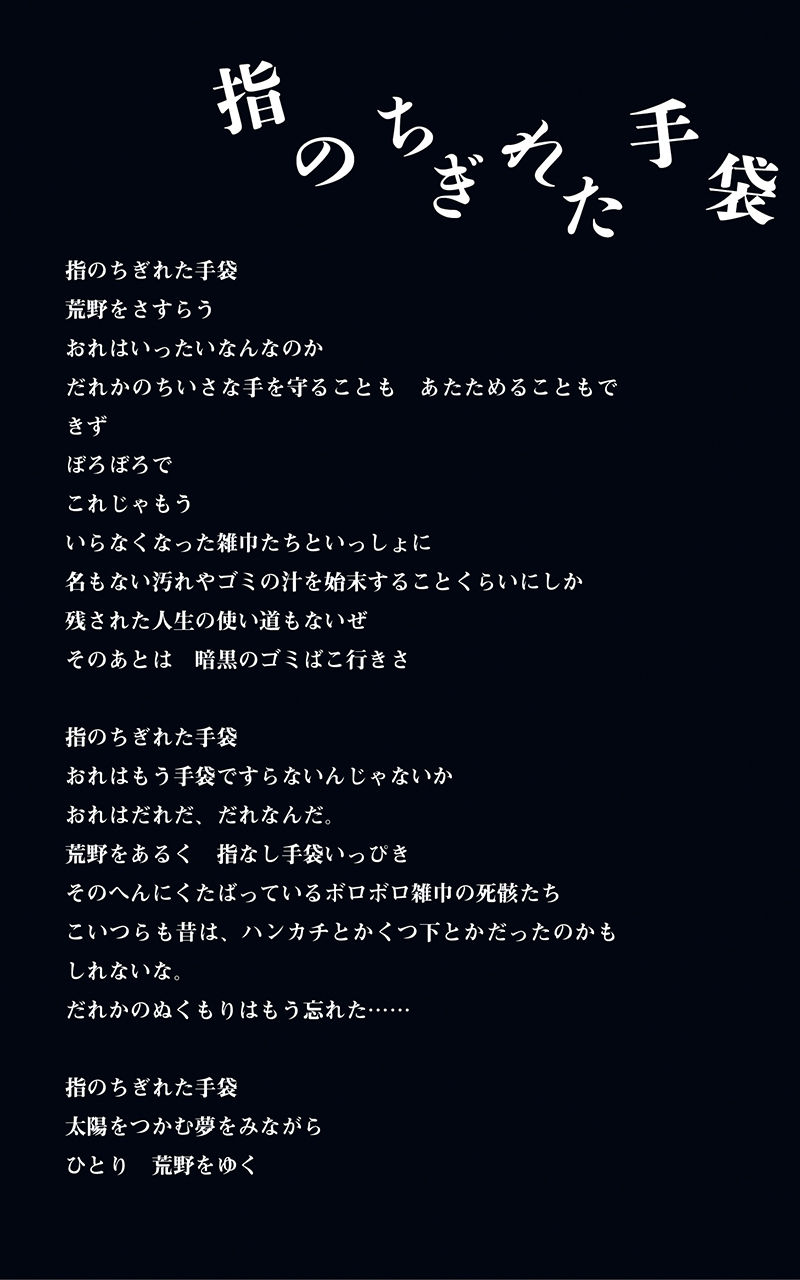 指のちぎれた手袋
指のちぎれた手袋
荒野をさすらう
おれはいったいなんなのか
だれかのちいさな手を守ることも　あたためることもで
きず
ぼろぼろで
これじゃもう
いらなくなった雑巾たちといっしょに
名もない汚れやゴミの汁を始末することくらいにしか
残された人生の使い道もないぜ
そのあとは　暗黒のゴミばこ行きさ

指のちぎれた手袋
おれはもう手袋ですらないんじゃないか
おれはだれだ、だれなんだ。
荒野をあるく　指なし手袋いっぴき
そのへんにくたばっているボロボロ雑巾の死骸たち
こいつらも昔は、ハンカチとかくつ下とかだったのかも
しれないな。
だれかのぬくもりはもう忘れた……

指のちぎれた手袋
太陽をつかむ夢をみながら
ひとり　荒野をゆく